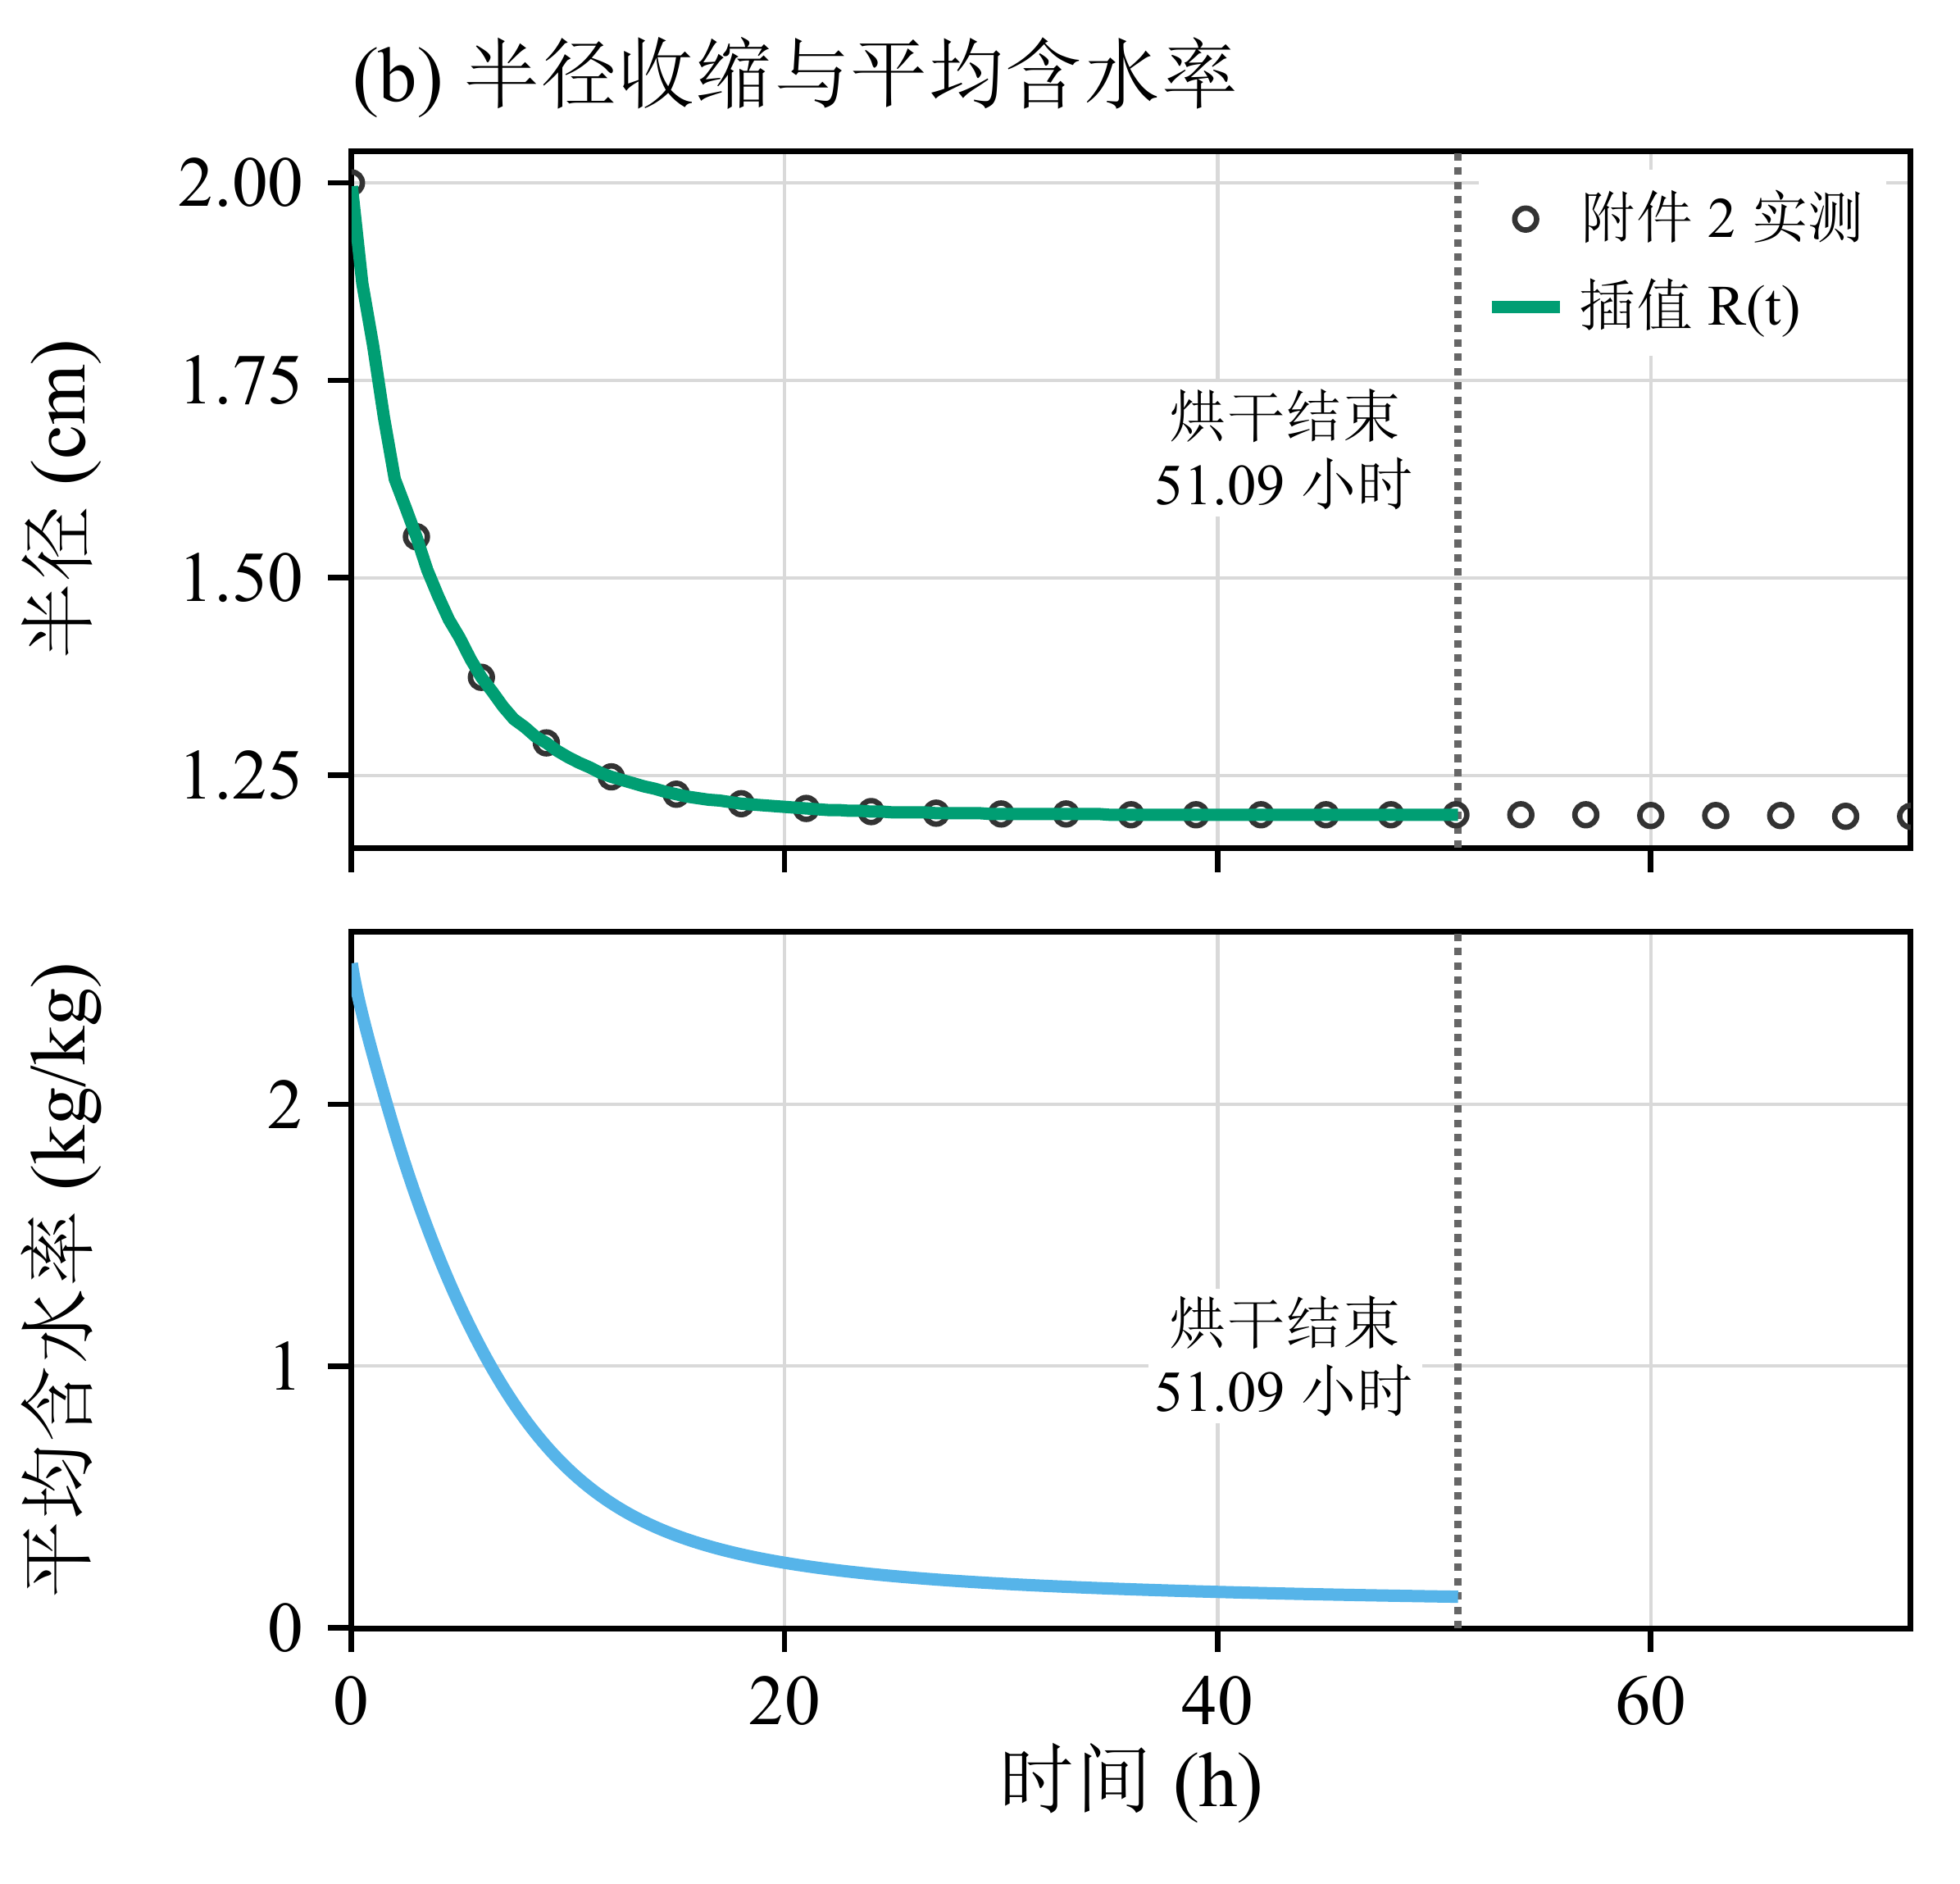 (b) 半径收缩与平均含水率
半径 (cm)
2.00
1.75
1.50
1.25
附件 2 实测
插值 R(t)
烘干结束
51.09 小时
平均含水率 (kg/kg)
2
1
0
烘干结束
51.09 小时
0 20 40 60
时间 (h)